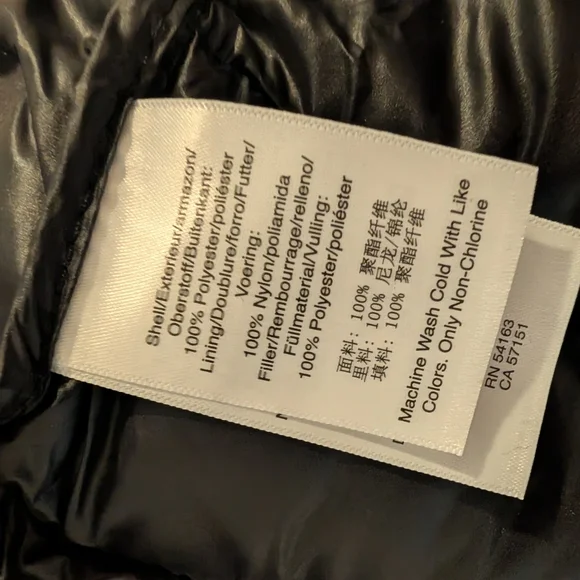 Shell/Exterieur/armazon/
Oberstoff/Buitenkant:
100% Polyester/poliéster
Lining/Doublure/forro/Futter/
Voering:
100% Nylon/poliamida
Filler/Rembourrage/relleno/
Füllmaterial/Vulling:
100% Polyester/poliéster
面料: 100% 聚酯纤维
里料: 100% 尼龙/锦纶
填料: 100% 聚酯纤维
Machine Wash Cold With Like
Colors, Only Non-Chlorine
RN 54163
CA 57151